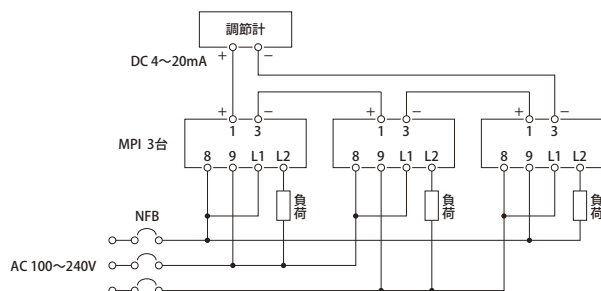 調節計
+ −
DC 4～20mA
+ − + − + −
1 3 1 3 1 3
MPI 3台
8 9 L1 L2 8 9 L1 L2 8 9 L1 L2
負荷 負荷 負荷
NFB
AC 100～240V